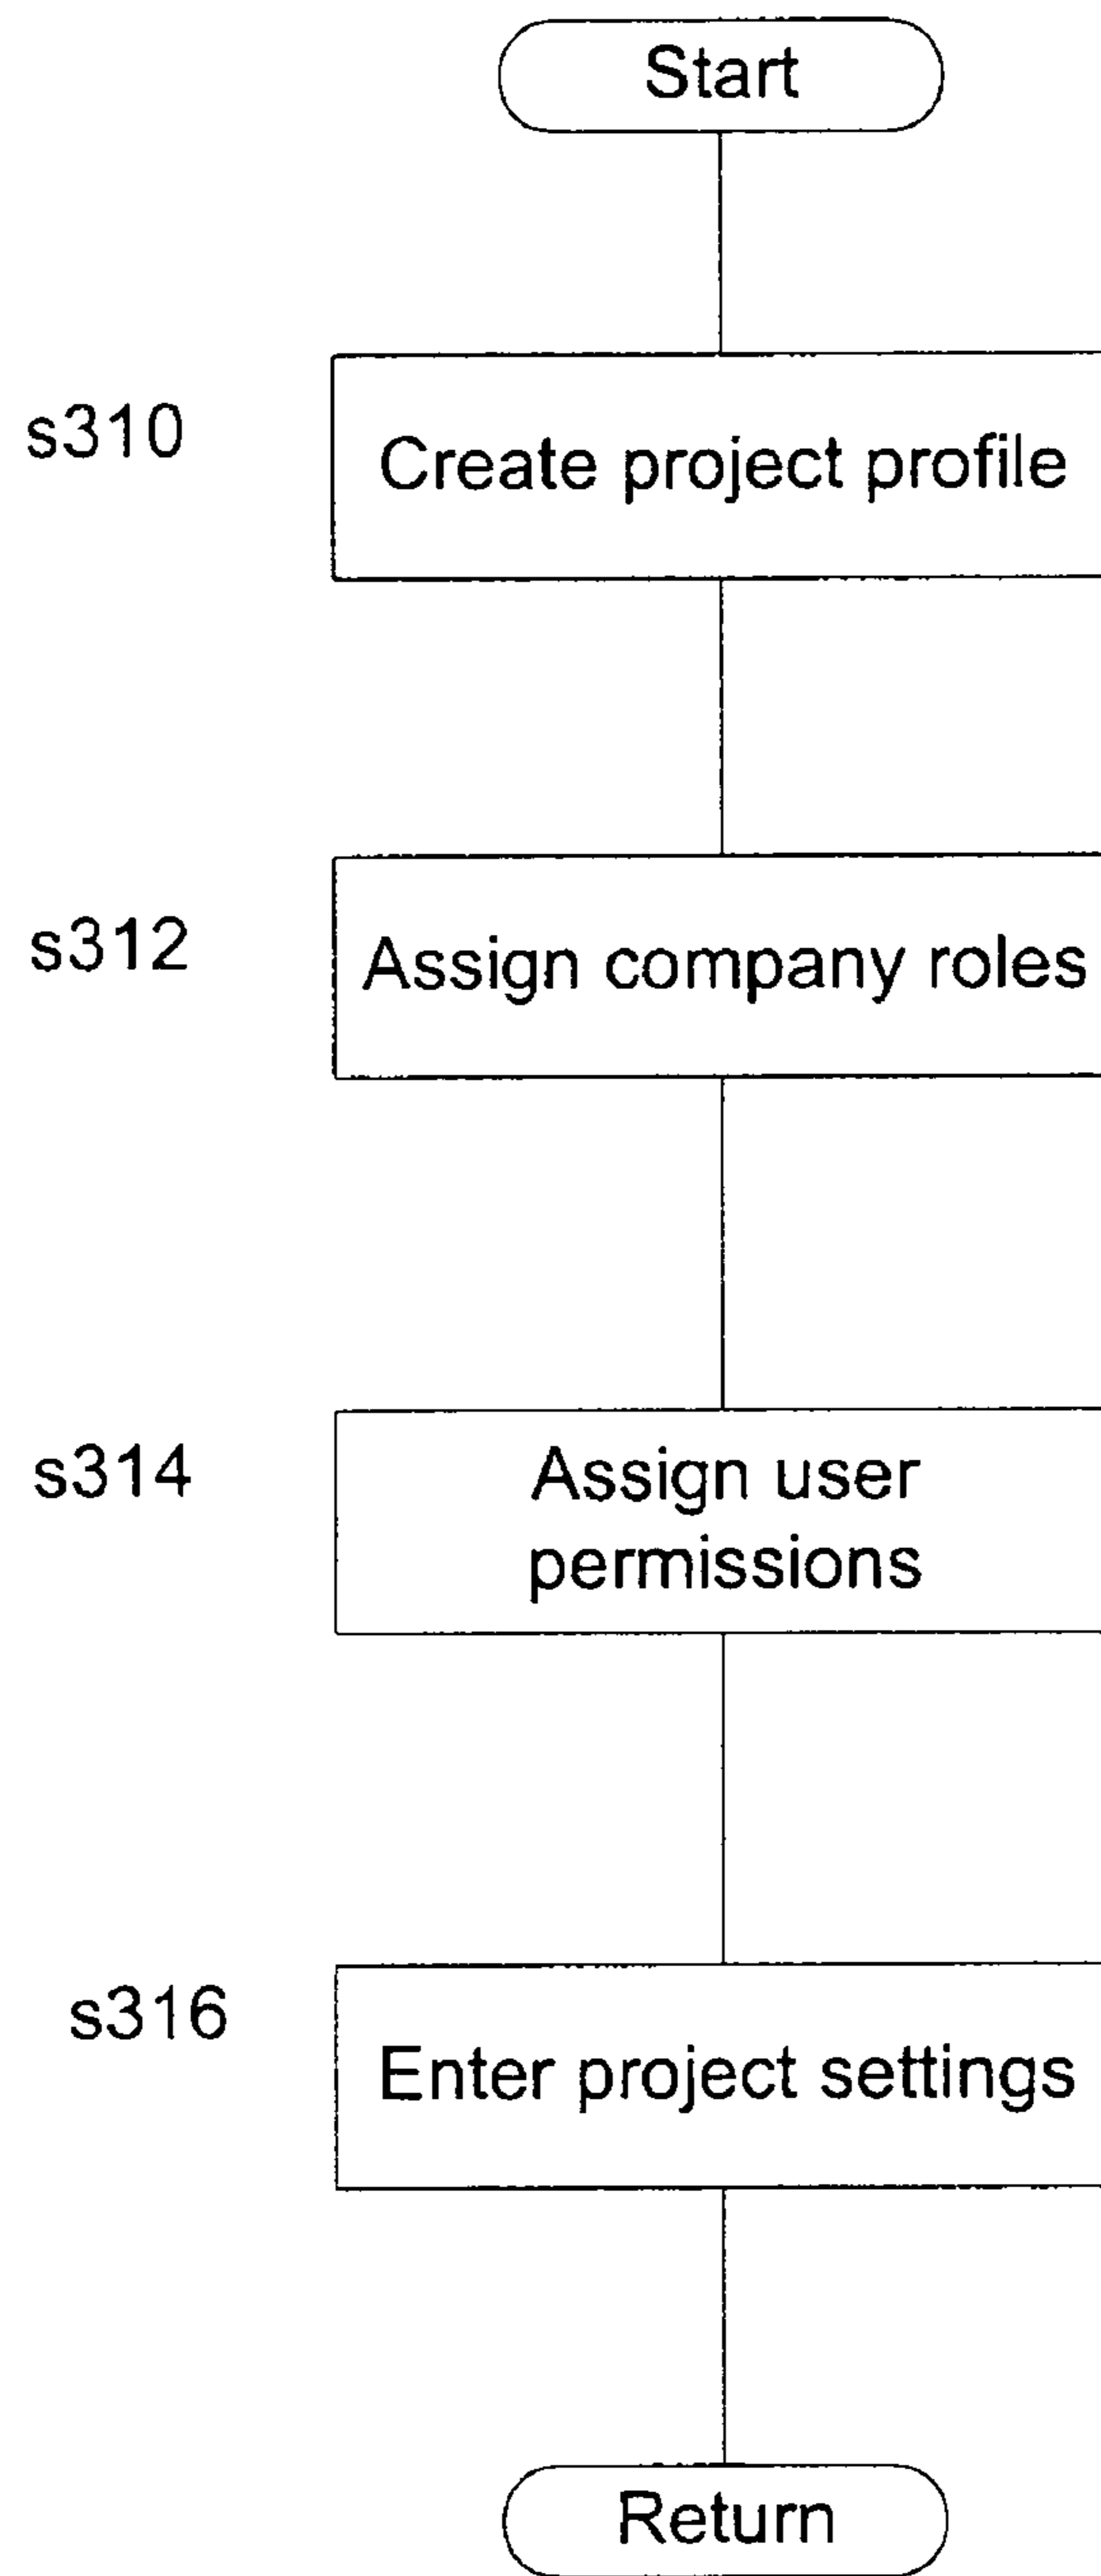 Start
s310
Create project profile
s312
Assign company roles
s314
Assign user
permissions
s316
Enter project settings
Return